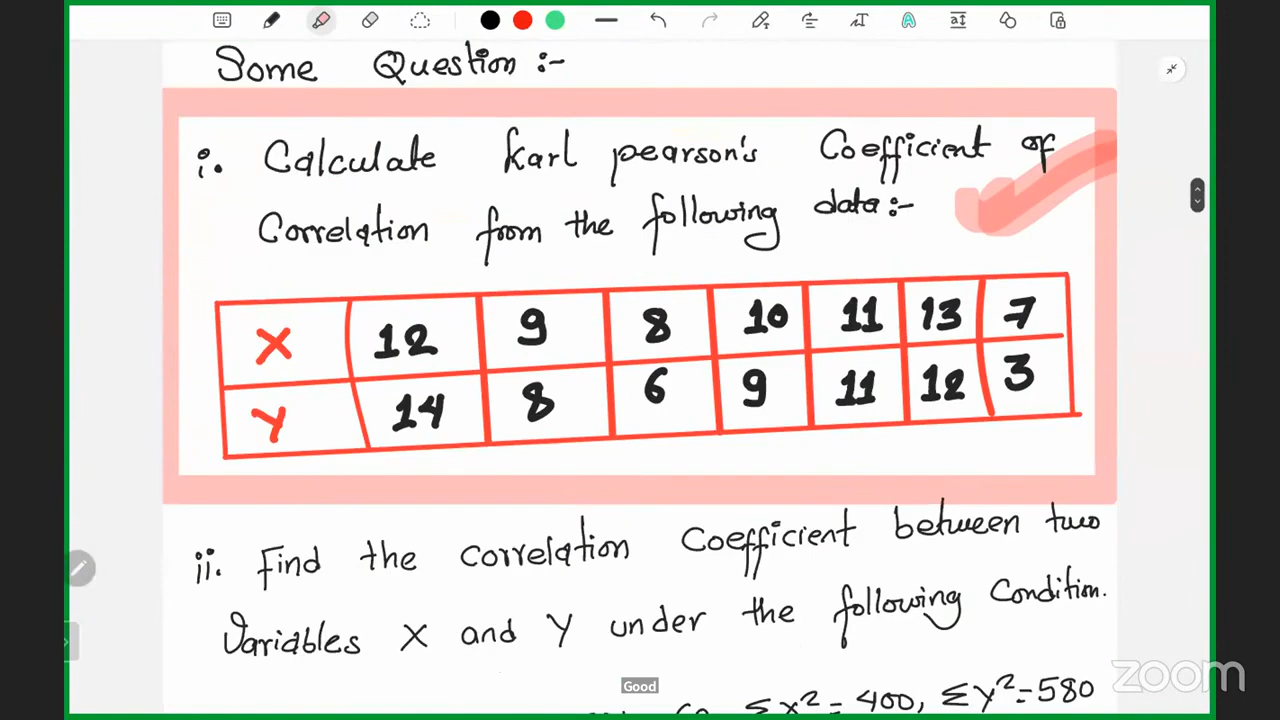 Some Question :-
i. Calculate Karl pearson's Coefficient of
Correlation from the following data:-
X 12 9 8 10 11 13 7
Y 14 8 6 9 11 12 3
ii. Find the correlation Coefficient between two
Variables X and Y under the following Condition.
Σx²= 400, Σy²=580
Good
zoom